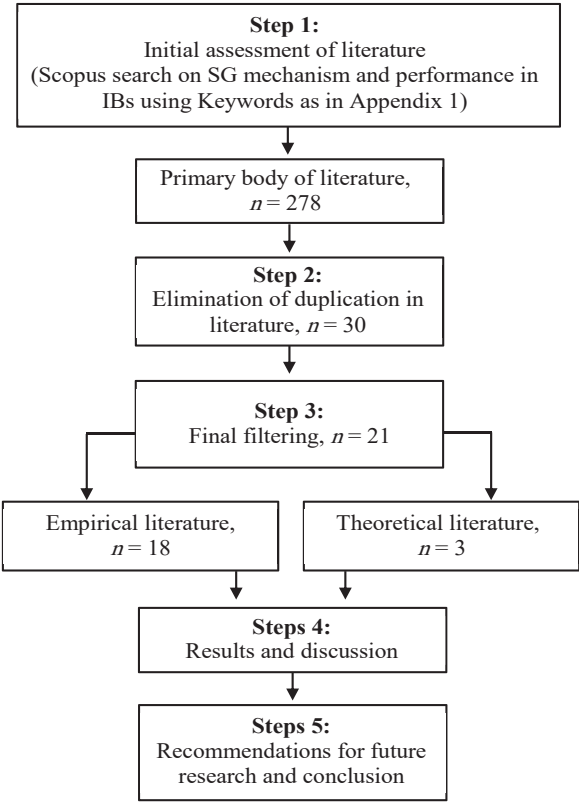 Step 1:
Initial assessment of literature
(Scopus search on SG mechanism and performance in
IBs using Keywords as in Appendix 1)
Primary body of literature,
n = 278
Step 2:
Elimination of duplication in
literature, n = 30
Step 3:
Final filtering, n = 21
Empirical literature,
n = 18
Theoretical literature,
n = 3
Steps 4:
Results and discussion
Steps 5:
Recommendations for future
research and conclusion